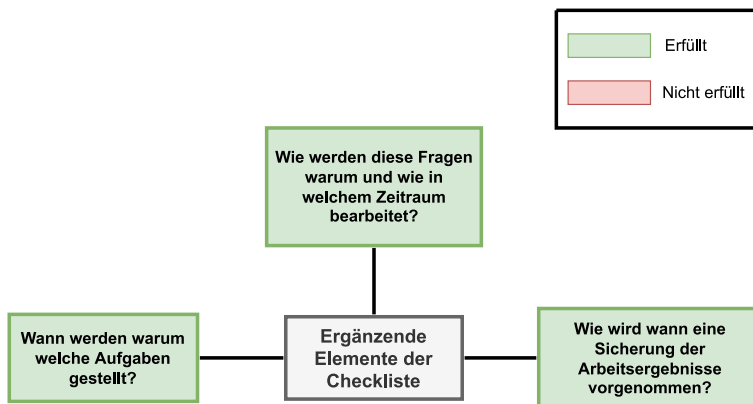 Erfüllt
Nicht erfüllt
Wie werden diese Fragen
warum und wie in
welchem Zeitraum
bearbeitet?
Wann werden warum
welche Aufgaben
gestellt?
Ergänzende
Elemente der
Checkliste
Wie wird wann eine
Sicherung der
Arbeitsergebnisse
vorgenommen?